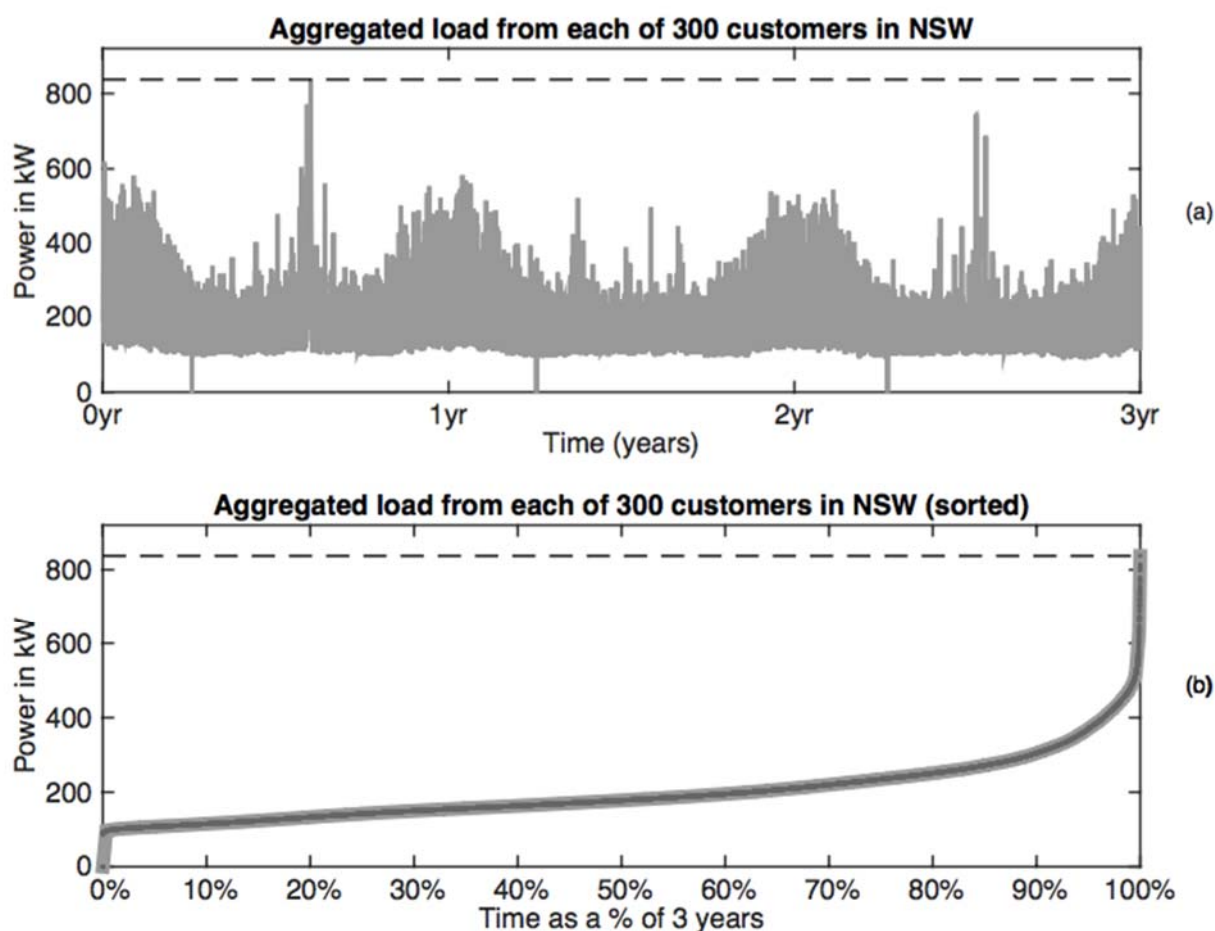 Aggregated load from each of 300 customers in NSW
800
600
400
200
0
Power in kW
(a)
0yr 1yr 2yr 3yr
Time (years)
Aggregated load from each of 300 customers in NSW (sorted)
800
600
400
200
0
Power in kW
(b)
0% 10% 20% 30% 40% 50% 60% 70% 80% 90% 100%
Time as a % of 3 years